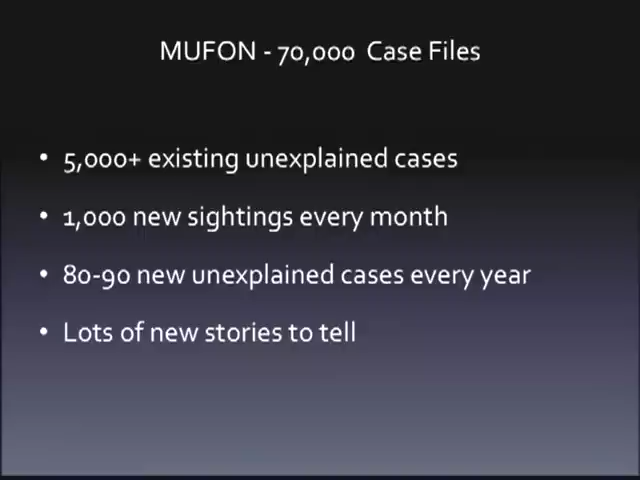 MUFON - 70,000 Case Files
• 5,000+ existing unexplained cases
• 1,000 new sightings every month
• 80-90 new unexplained cases every year
• Lots of new stories to tell